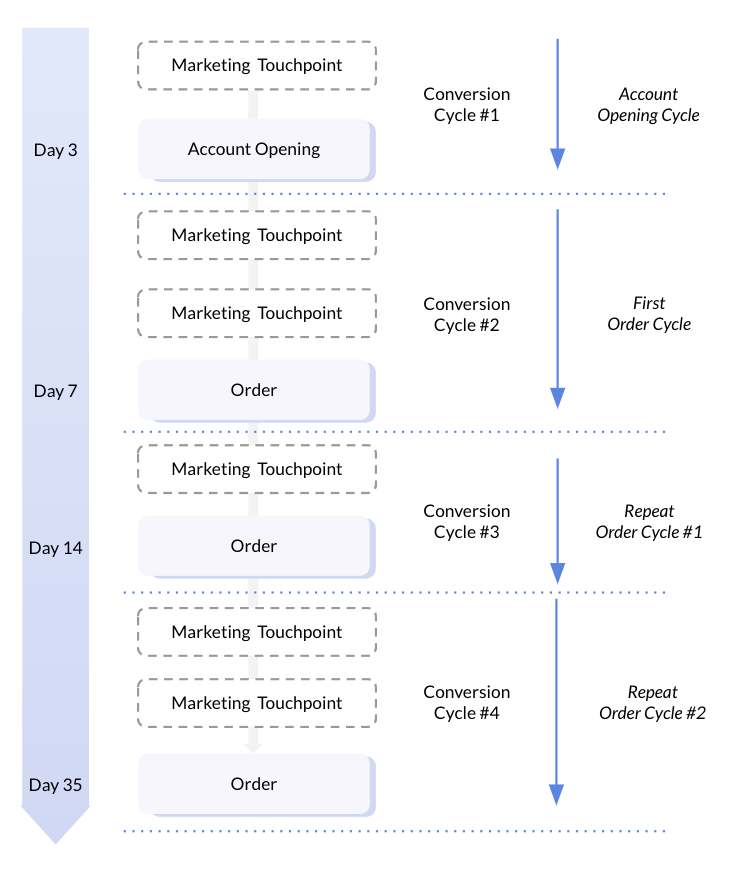 Marketing Touchpoint
Conversion
Cycle #1
Account
Opening Cycle
Day 3
Account Opening
Marketing Touchpoint
Marketing Touchpoint
Conversion
Cycle #2
First
Order Cycle
Day 7
Order
Marketing Touchpoint
Conversion
Cycle #3
Repeat
Order Cycle #1
Day 14
Order
Marketing Touchpoint
Marketing Touchpoint
Conversion
Cycle #4
Repeat
Order Cycle #2
Day 35
Order